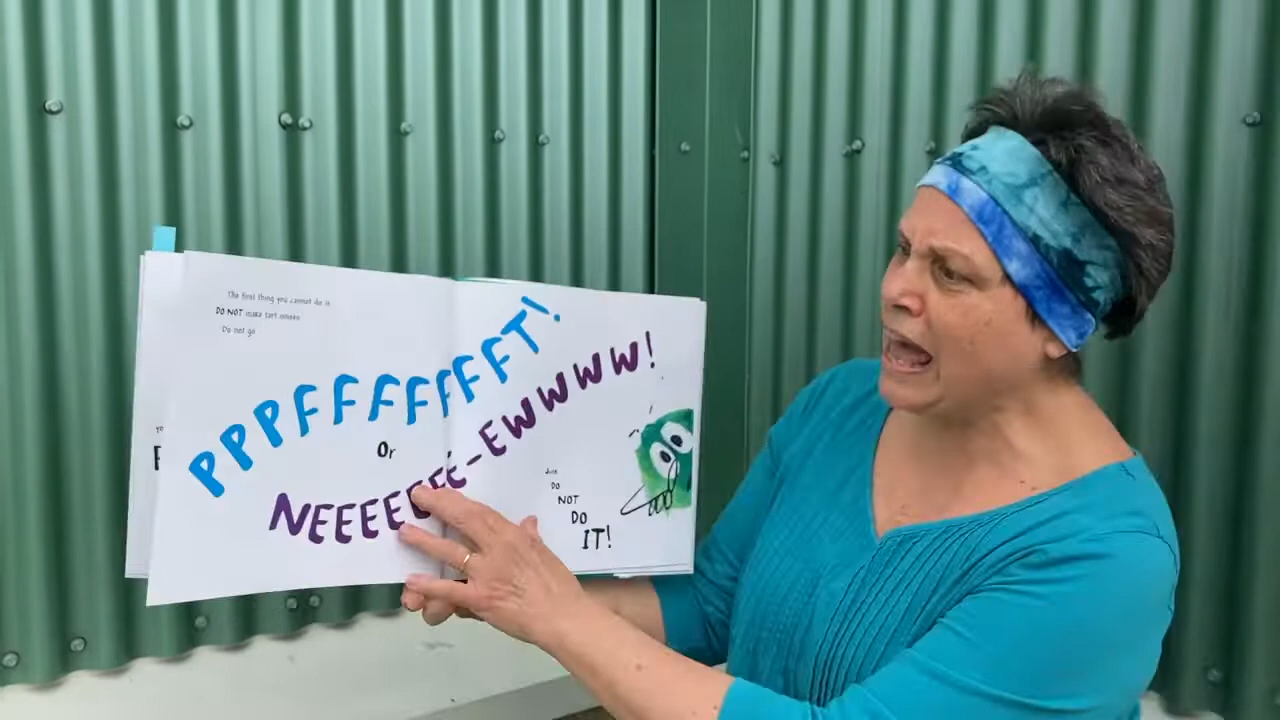 The first thing you cannot do is
DO NOT make fart noises
Do not go
PPPFFFFFFFFT!
Or
NEEEEEEE-EWWWW!
Just
DO
NOT
DO
IT!